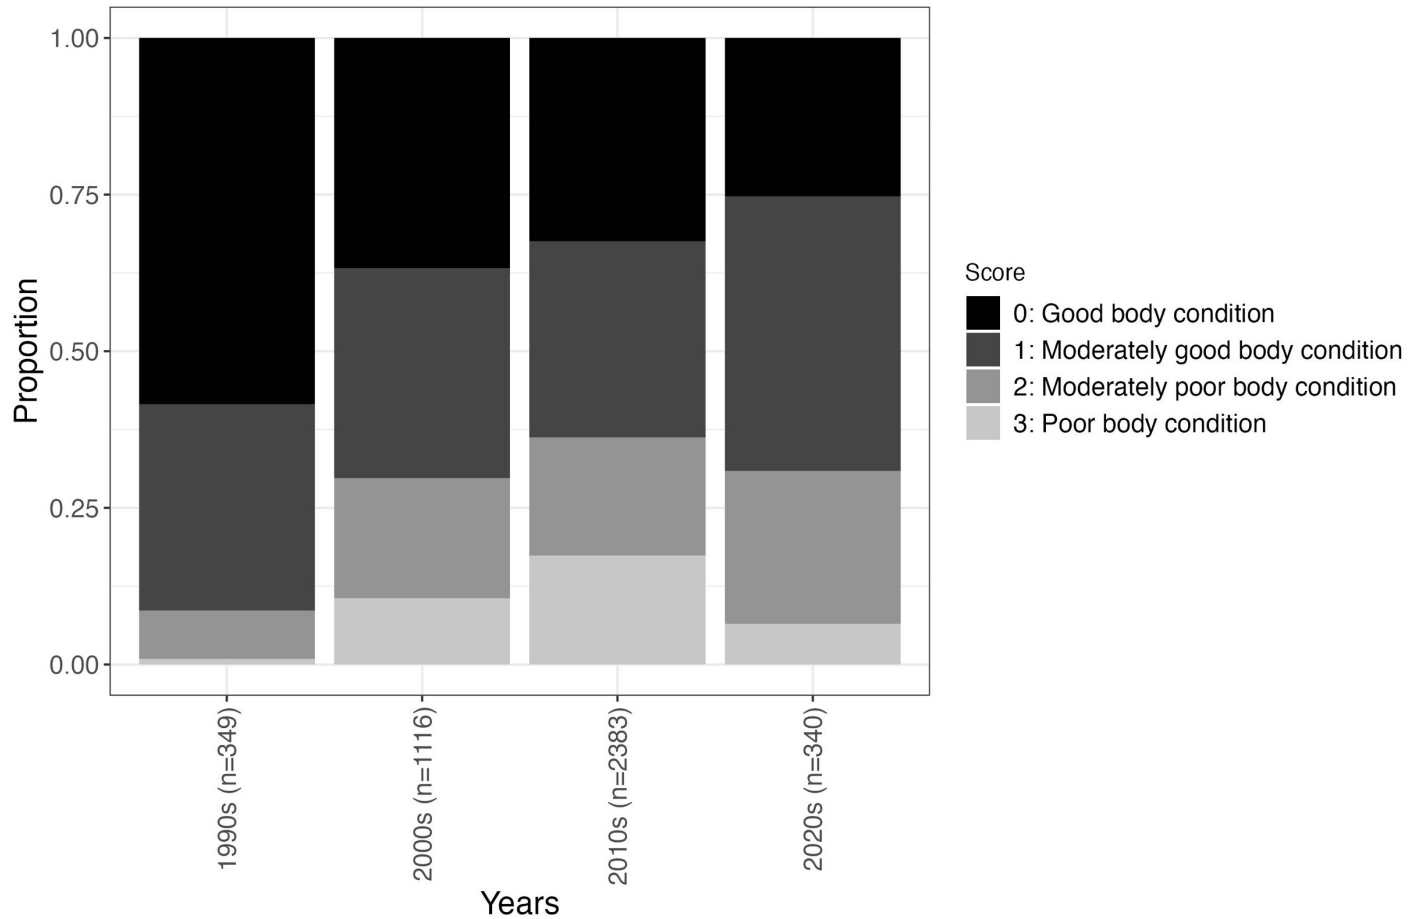 1.00
0.75
0.50
0.25
0.00
Proportion
1990s (n=349)
2000s (n=1116)
2010s (n=2383)
2020s (n=340)
Years
Score
0: Good body condition
1: Moderately good body condition
2: Moderately poor body condition
3: Poor body condition